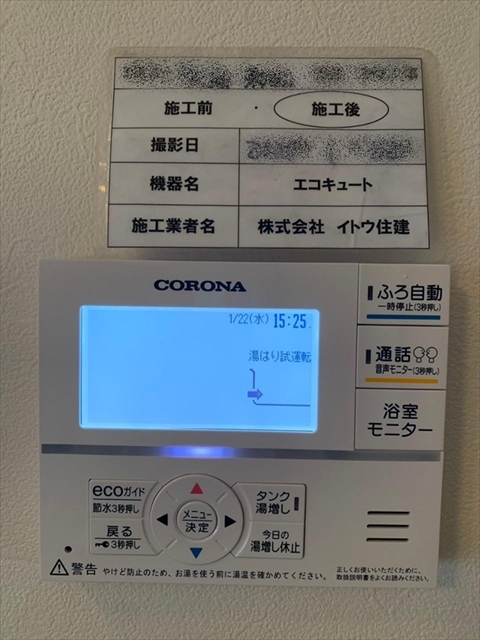 施工前 ・ 施工後
撮影日
機器名 エコキュート
施工業者名 株式会社 イトウ住建
CORONA
1/22(水) 15:25
湯はり試運転
ふろ自動
一時停止(3秒押し)
通話
音声モニター(3秒押し)
浴室
モニター
ecoガイド
節水3秒押し
戻る
3秒押し
メニュー
決定
タンク
湯増し
今日の
湯増し休止
警告 やけど防止のため、お湯を使う前に湯温を確かめてください。
正しくお使いいただくために、
取扱説明書をよくお読みください。